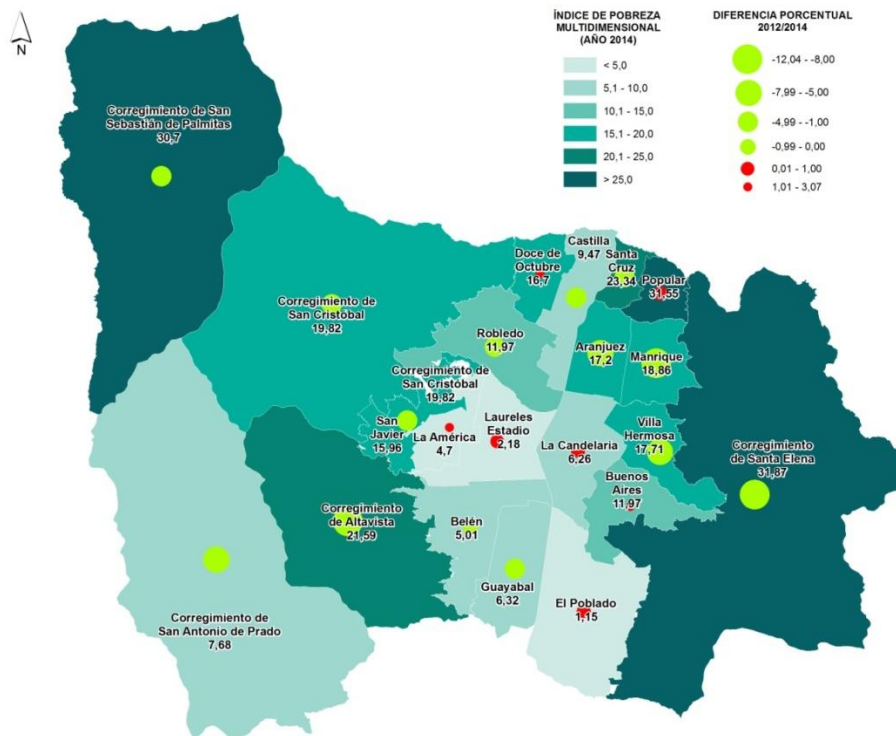 N
ÍNDICE DE POBREZA
MULTIDIMENSIONAL
(AÑO 2014)
< 5,0
5,1 - 10,0
10,1 - 15,0
15,1 - 20,0
20,1 - 25,0
> 25,0
DIFERENCIA PORCENTUAL
2012/2014
-12,04 - -8,00
-7,99 - -5,00
-4,99 - -1,00
-0,99 - 0,00
0,01 - 1,00
1,01 - 3,07
Corregimiento de San
Sebastián de Palmitas
30,7
Castilla
9,47
Doce de
Octubre
16,7
Santa
Cruz
23,34
Popular
31,55
Corregimiento de
San Cristobal
19,82
Robledo
11,97
Aranjuez
17,2
Manrique
18,86
Corregimiento de
San Cristóbal
19,82
San
Javier
15,96
La América
4,7
Laureles
Estadio
2,18
La Candelaria
6,26
Villa
Hermosa
17,71
Corregimiento
de Santa Elena
31,87
Buenos
Aires
11,97
Corregimiento
de Altavista
21,59
Belén
5,01
Guayabal
6,32
El Poblado
1,15
Corregimiento de
San Antonio de Prado
7,68